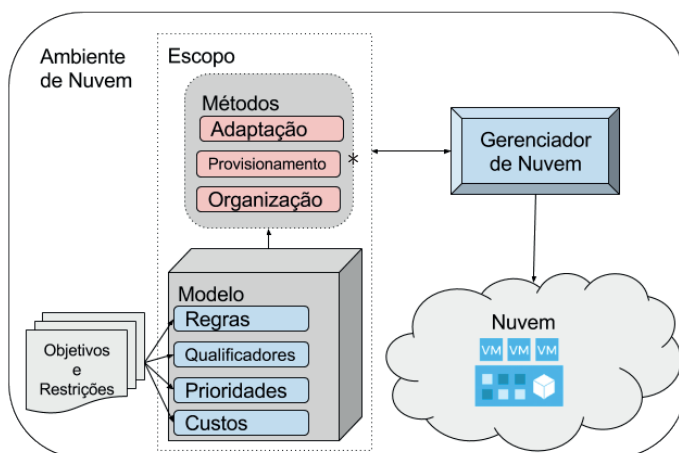 Ambiente
de Nuvem
Escopo
Métodos
Adaptação
Provisionamento
*
Organização
Gerenciador
de Nuvem
Modelo
Regras
Qualificadores
Prioridades
Custos
Objetivos
e
Restrições
Nuvem
VM VM VM